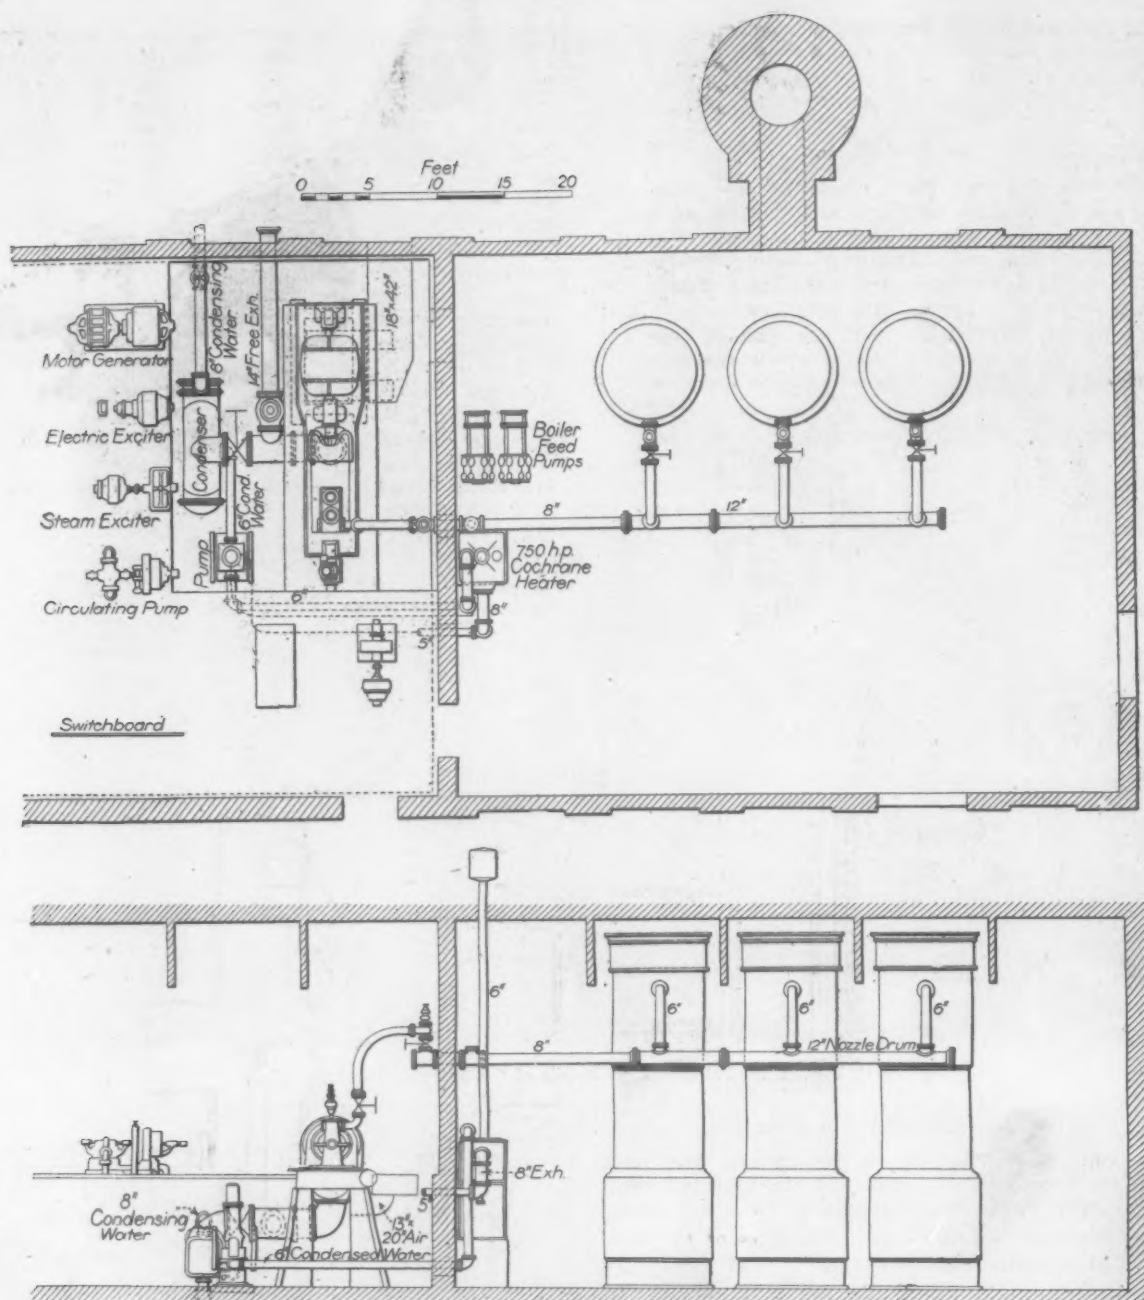 Feet
0 5 10 15 20
8" Condensing
Water
14" Free Exh.
18" x 42"
Motor Generator
Electric Exciter
Condenser
Steam Exciter
6" Cond.
Water
Pump
Circulating Pump
6"
5"
Switchboard
Boiler
Feed
Pumps
8"
12"
750 h.p.
Cochrane
Heater
8"
6"
6"
6"
6"
8"
12" Nozzle Drum
8" Exh.
5"
8"
Condensing
Water
13" x
20" Air
6" Condensed Water